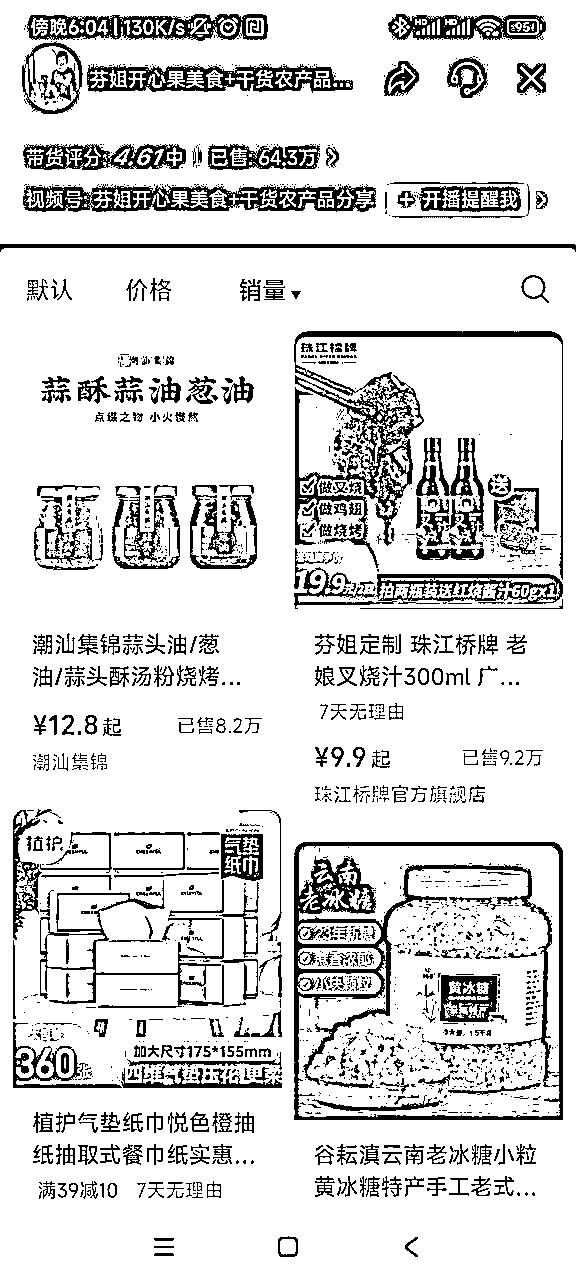 傍晚6:04 | 130K/s
95
芬姐开心果美食+干货农产品...
带货评分: 4.61 中 | 已售: 64.3万
视频号: 芬姐开心果美食+干货农产品分享
+ 开播提醒我
默认 价格 销量
蒜酥蒜油葱油
点缀之物 小火慢熬
潮汕集锦蒜头油/葱
油/蒜头酥汤粉烧烤...
¥12.8起 已售8.2万
潮汕集锦
珠江桥牌
做叉烧
做鸡翅
做烧烤
送
19.9
拍两瓶装送红烧酱汁60gx1
芬姐定制 珠江桥牌 老
娘叉烧汁300ml 广...
7天无理由
¥9.9起 已售9.2万
珠江桥牌官方旗舰店
植护
气垫
纸巾
360张
加大尺寸175*155mm
四维气垫压花
植护气垫纸巾悦色橙抽
纸抽取式餐巾纸实惠...
满39减10 7天无理由
云南
老冰糖
小块颗粒
黄冰糖
谷耘滇云南老冰糖小粒
黄冰糖特产手工老式...